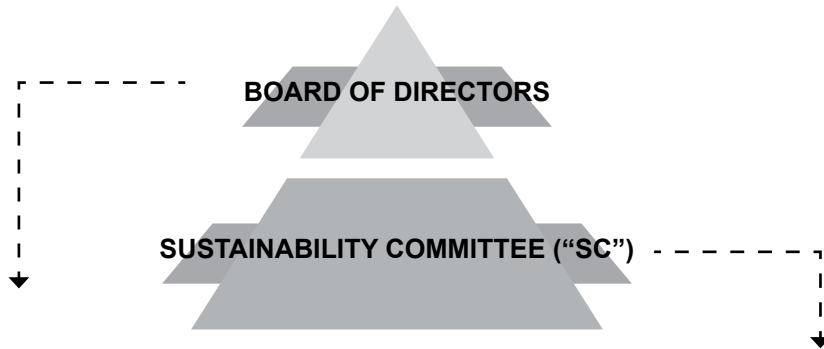 BOARD OF DIRECTORS
SUSTAINABILITY COMMITTEE (“SC”)